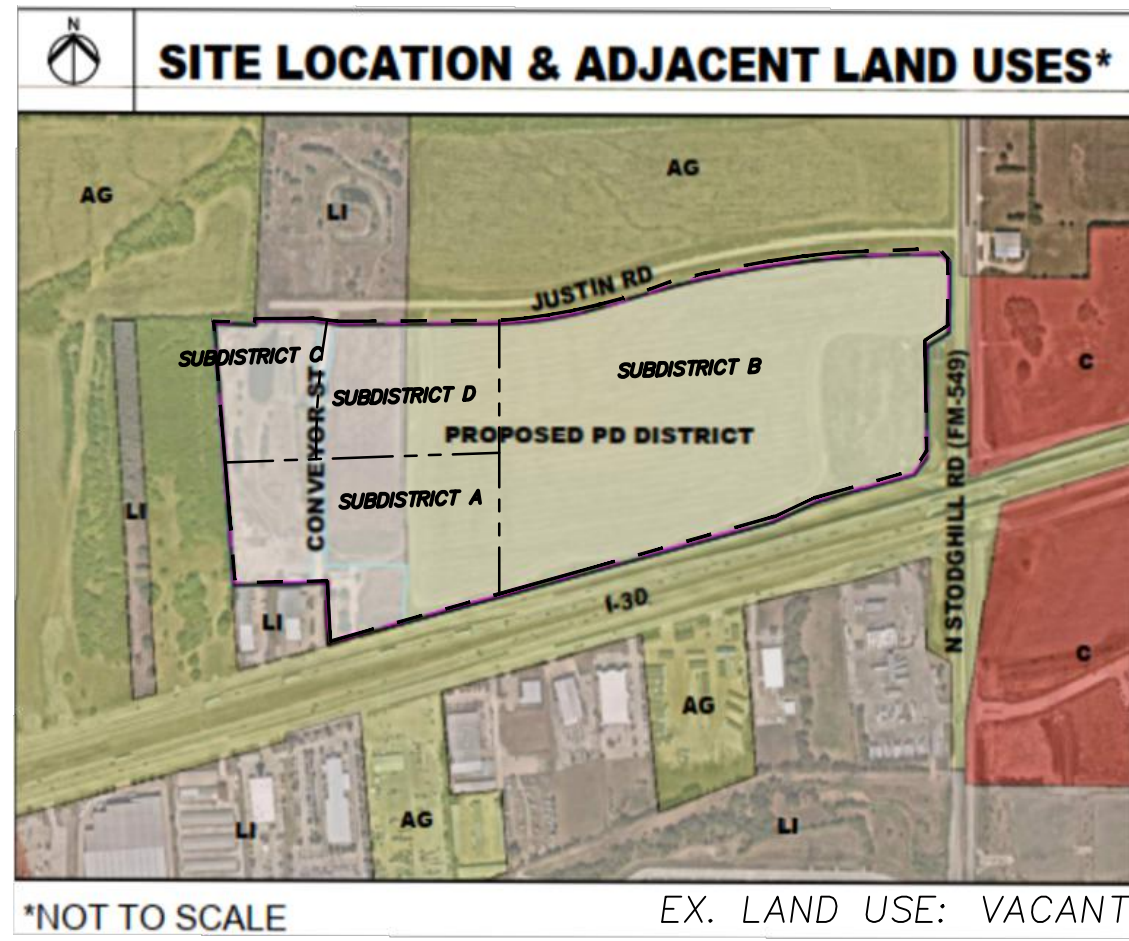 N
SITE LOCATION & ADJACENT LAND USES*
AG
LI
AG
JUSTIN RD
SUBDISTRICT C
SUBDISTRICT D
SUBDISTRICT B
C
CONVEYOR ST
PROPOSED PD DISTRICT
N STODGHILL RD (FM-549)
SUBDISTRICT A
LI
I-30
LI
C
AG
LI
AG
LI
*NOT TO SCALE
EX. LAND USE: VACANT